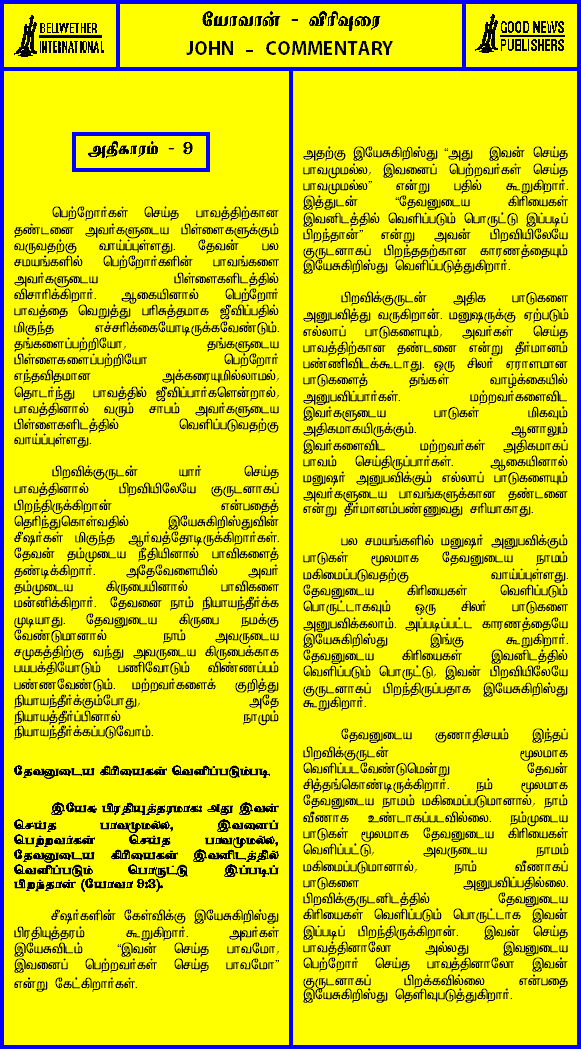 BELLWETHER
INTERNATIONAL
யோவான் - விரிவுரை
JOHN - COMMENTARY
GOOD NEWS
PUBLISHERS
அதிகாரம் - 9
பெற்றோர்கள் செய்த பாவத்திற்கான
தண்டனை அவர்களுடைய பிள்ளைகளுக்கும்
வருவதற்கு வாய்ப்புள்ளது. தேவன் பல
சமயங்களில் பெற்றோர்களின் பாவங்களை
அவர்களுடைய பிள்ளைகளிடத்தில்
விசாரிக்கிறார். ஆகையினால் பெற்றோர்
பாவத்தை வெறுத்து பரிசுத்தமாக ஜீவிப்பதில்
மிகுந்த எச்சரிக்கையோடிருக்கவேண்டும்.
தங்களைப்பற்றியோ, தங்களுடைய
பிள்ளைகளைப்பற்றியோ பெற்றோர்
எந்தவிதமான அக்கரையுமில்லாமல்,
தொடர்ந்து பாவத்தில் ஜீவிப்பார்களென்றால்,
பாவத்தினால் வரும் சாபம் அவர்களுடைய
பிள்ளைகளிடத்தில் வெளிப்படுவதற்கு
வாய்ப்புள்ளது.
பிறவிக்குருடன் யார் செய்த
பாவத்தினால் பிறவியிலேயே குருடனாகப்
பிறந்திருக்கிறான் என்பதைத்
தெரிந்துகொள்வதில் இயேசுகிறிஸ்துவின்
சீஷர்கள் மிகுந்த ஆர்வத்தோடிருக்கிறார்கள்.
தேவன் தம்முடைய நீதியினால் பாவிகளைத்
தண்டிக்கிறார். அதேவேளையில் அவர்
தம்முடைய கிருபையினால் பாவிகளை
மன்னிக்கிறார். தேவனை நாம் நியாயந்தீர்க்க
முடியாது. தேவனுடைய கிருபை நமக்கு
வேண்டுமானால் நாம் அவருடைய
சமுகத்திற்கு வந்து அவருடைய கிருபைக்காக
பயபக்தியோடும் பணிவோடும் விண்ணப்பம்
பண்ணவேண்டும். மற்றவர்களைக் குறித்து
நியாயந்தீர்க்கும்போது, அதே
நியாயத்தீர்ப்பினால் நாமும்
நியாயந்தீர்க்கப்படுவோம்.
தேவனுடைய கிரியைகள் வெளிப்படும்படி.
இயேசு பிரதியுத்தரமாக: அது இவன்
செய்த பாவமுமல்ல, இவனைப்
பெற்றவர்கள் செய்த பாவமுமல்ல,
தேவனுடைய கிரியைகள் இவனிடத்தில்
வெளிப்படும் பொருட்டு இப்படிப்
பிறந்தான் (யோவா 9:3).
சீஷர்களின் கேள்விக்கு இயேசுகிறிஸ்து
பிரதியுத்தரம் கூறுகிறார். அவர்கள்
இயேசுவிடம் “இவன் செய்த பாவமோ,
இவனைப் பெற்றவர்கள் செய்த பாவமோ”
என்று கேட்கிறார்கள்.
அதற்கு இயேசுகிறிஸ்து “அது இவன் செய்த
பாவமுமல்ல, இவனைப் பெற்றவர்கள் செய்த
பாவமுமல்ல” என்று பதில் கூறுகிறார்.
இத்துடன் “தேவனுடைய கிரியைகள்
இவனிடத்தில் வெளிப்படும் பொருட்டு இப்படிப்
பிறந்தான்” என்று அவன் பிறவியிலேயே
குருடனாகப் பிறந்ததற்கான காரணத்தையும்
இயேசுகிறிஸ்து வெளிப்படுத்துகிறார்.
பிறவிக்குருடன் அதிக பாடுகளை
அனுபவித்து வருகிறான். மனுஷருக்கு ஏற்படும்
எல்லாப் பாடுகளையும், அவர்கள் செய்த
பாவத்திற்கான தண்டனை என்று தீர்மானம்
பண்ணிவிடக்கூடாது. ஒரு சிலர் ஏராளமான
பாடுகளைத் தங்கள் வாழ்க்கையில்
அனுபவிப்பார்கள். மற்றவர்களைவிட
இவர்களுடைய பாடுகள் மிகவும்
அதிகமாகயிருக்கும். ஆனாலும்
இவர்களைவிட மற்றவர்கள் அதிகமாகப்
பாவம் செய்திருப்பார்கள். ஆகையினால்
மனுஷர் அனுபவிக்கும் எல்லாப் பாடுகளையும்
அவர்களுடைய பாவங்களுக்கான தண்டனை
என்று தீர்மானம்பண்ணுவது சரியாகாது.
பல சமயங்களில் மனுஷர் அனுபவிக்கும்
பாடுகள் மூலமாக தேவனுடைய நாமம்
மகிமைப்படுவதற்கு வாய்ப்புள்ளது.
தேவனுடைய கிரியைகள் வெளிப்படும்
பொருட்டாகவும் ஒரு சிலர் பாடுகளை
அனுபவிக்கலாம். அப்படிப்பட்ட காரணத்தையே
இயேசுகிறிஸ்து இங்கு கூறுகிறார்.
தேவனுடைய கிரியைகள் இவனிடத்தில்
வெளிப்படும் பொருட்டு, இவன் பிறவியிலேயே
குருடனாகப் பிறந்திருப்பதாக இயேசுகிறிஸ்து
கூறுகிறார்.
தேவனுடைய குணாதிசயம் இந்தப்
பிறவிக்குருடன் மூலமாக
வெளிப்படவேண்டுமென்று தேவன்
சித்தங்கொண்டிருக்கிறார். நம் மூலமாக
தேவனுடைய நாமம் மகிமைப்படுமானால், நாம்
வீணாக உண்டாகப்படவில்லை. நம்முடைய
பாடுகள் மூலமாக தேவனுடைய கிரியைகள்
வெளிப்பட்டு, அவருடைய நாமம்
மகிமைப்படுமானால், நாம் வீணாகப்
பாடுகளை அனுபவிப்பதில்லை.
பிறவிக்குருடனிடத்தில் தேவனுடைய
கிரியைகள் வெளிப்படும் பொருட்டாக இவன்
இப்படிப் பிறந்திருக்கிறான். இவன் செய்த
பாவத்தினாலோ அல்லது இவனுடைய
பெற்றோர் செய்த பாவத்தினாலோ இவன்
குருடனாகப் பிறக்கவில்லை என்பதை
இயேசுகிறிஸ்து தெளிவுபடுத்துகிறார்.